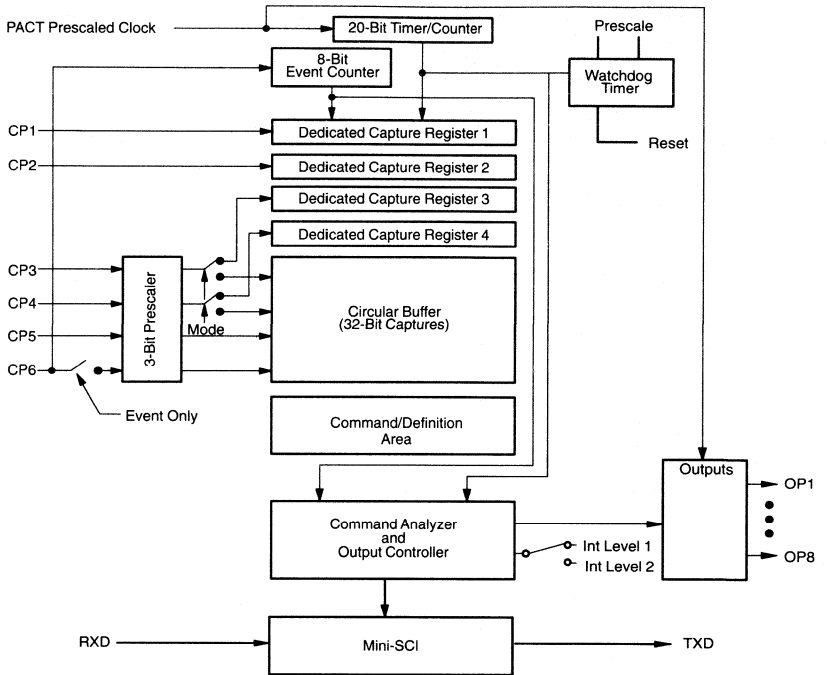 PACT Prescaled Clock
20-Bit Timer/Counter
Prescale
8-Bit
Event Counter
Watchdog
Timer
Reset
CP1
Dedicated Capture Register 1
CP2
Dedicated Capture Register 2
Dedicated Capture Register 3
Dedicated Capture Register 4
CP3
CP4
CP5
CP6
3-Bit Prescaler
Mode
Circular Buffer
(32-Bit Captures)
Event Only
Command/Definition
Area
Outputs
OP1
OP8
Command Analyzer
and
Output Controller
Int Level 1
Int Level 2
RXD
Mini-SCI
TXD